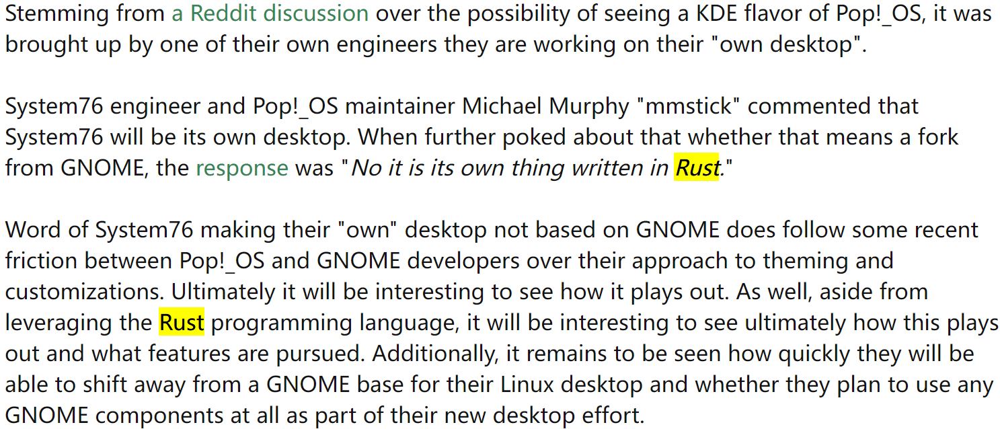 Stemming from a Reddit discussion over the possibility of seeing a KDE flavor of Pop!_OS, it was
brought up by one of their own engineers they are working on their "own desktop".
System76 engineer and Pop!_OS maintainer Michael Murphy "mmstick" commented that
System76 will be its own desktop. When further poked about that whether that means a fork
from GNOME, the response was "No it is its own thing written in Rust."
Word of System76 making their "own" desktop not based on GNOME does follow some recent
friction between Pop!_OS and GNOME developers over their approach to theming and
customizations. Ultimately it will be interesting to see how it plays out. As well, aside from
leveraging the Rust programming language, it will be interesting to see ultimately how this plays
out and what features are pursued. Additionally, it remains to be seen how quickly they will be
able to shift away from a GNOME base for their Linux desktop and whether they plan to use any
GNOME components at all as part of their new desktop effort.